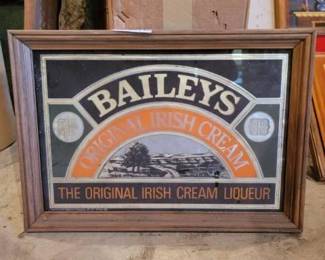 BAILEYS
ORIGINAL IRISH CREAM
THE ORIGINAL IRISH CREAM LIQUEUR